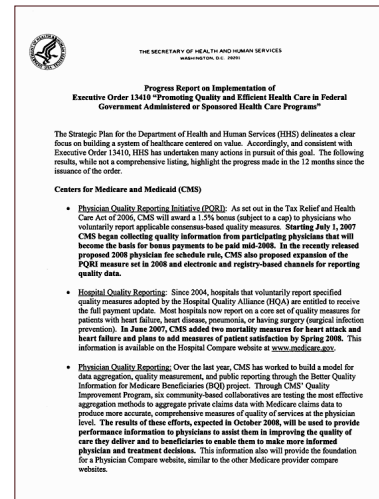 THE SECRETARY OF HEALTH AND HUMAN SERVICES
WASHINGTON, D.C. 20201
Progress Report on Implementation of
Executive Order 13410 “Promoting Quality and Efficient Health Care in Federal
Government Administered or Sponsored Health Care Programs”
The Strategic Plan for the Department of Health and Human Services (HHS) delineates a clear
focus on building a system of healthcare centered on value. Accordingly, and consistent with
Executive Order 13410, HHS has undertaken many actions in pursuit of this goal. The following
results, while not a comprehensive listing, highlight the progress made in the 12 months since the
issuance of the order.
Centers for Medicare and Medicaid (CMS)
• Physician Quality Reporting Initiative (PQRI): As set out in the Tax Relief and Health
Care Act of 2006, CMS will award a 1.5% bonus (subject to a cap) to physicians who
voluntarily report applicable consensus-based quality measures. Starting July 1, 2007
CMS began collecting quality information from participating physicians that will
become the basis for bonus payments to be paid mid-2008. In the recently released
proposed 2008 physician fee schedule rule, CMS also proposed expansion of the
PQRI measure set in 2008 and electronic and registry-based channels for reporting
quality data.
• Hospital Quality Reporting: Since 2004, hospitals that voluntarily report specified
quality measures adopted by the Hospital Quality Alliance (HQA) are entitled to receive
the full payment update. Most hospitals now report on a core set of quality measures for
patients with heart failure, heart disease, pneumonia, or having surgery (surgical infection
prevention). In June 2007, CMS added two mortality measures for heart attack and
heart failure and plans to add measures of patient satisfaction by Spring 2008. This
information is available on the Hospital Compare website at www.medicare.gov.
• Physician Quality Reporting: Over the last year, CMS has worked to build a model for
data aggregation, quality measurement, and public reporting through the Better Quality
Information for Medicare Beneficiaries (BQI) project. Through CMS’ Quality
Improvement Program, six community-based collaboratives are testing the most effective
aggregation methods to aggregate private claims data with Medicare claims data to
produce more accurate, comprehensive measures of quality of services at the physician
level. The results of these efforts, expected in October 2008, will be used to provide
performance information to physicians to assist them in improving the quality of
care they deliver and to beneficiaries to enable them to make more informed
physician and treatment decisions. This information also will provide the foundation
for a Physician Compare website, similar to the other Medicare provider compare
websites.